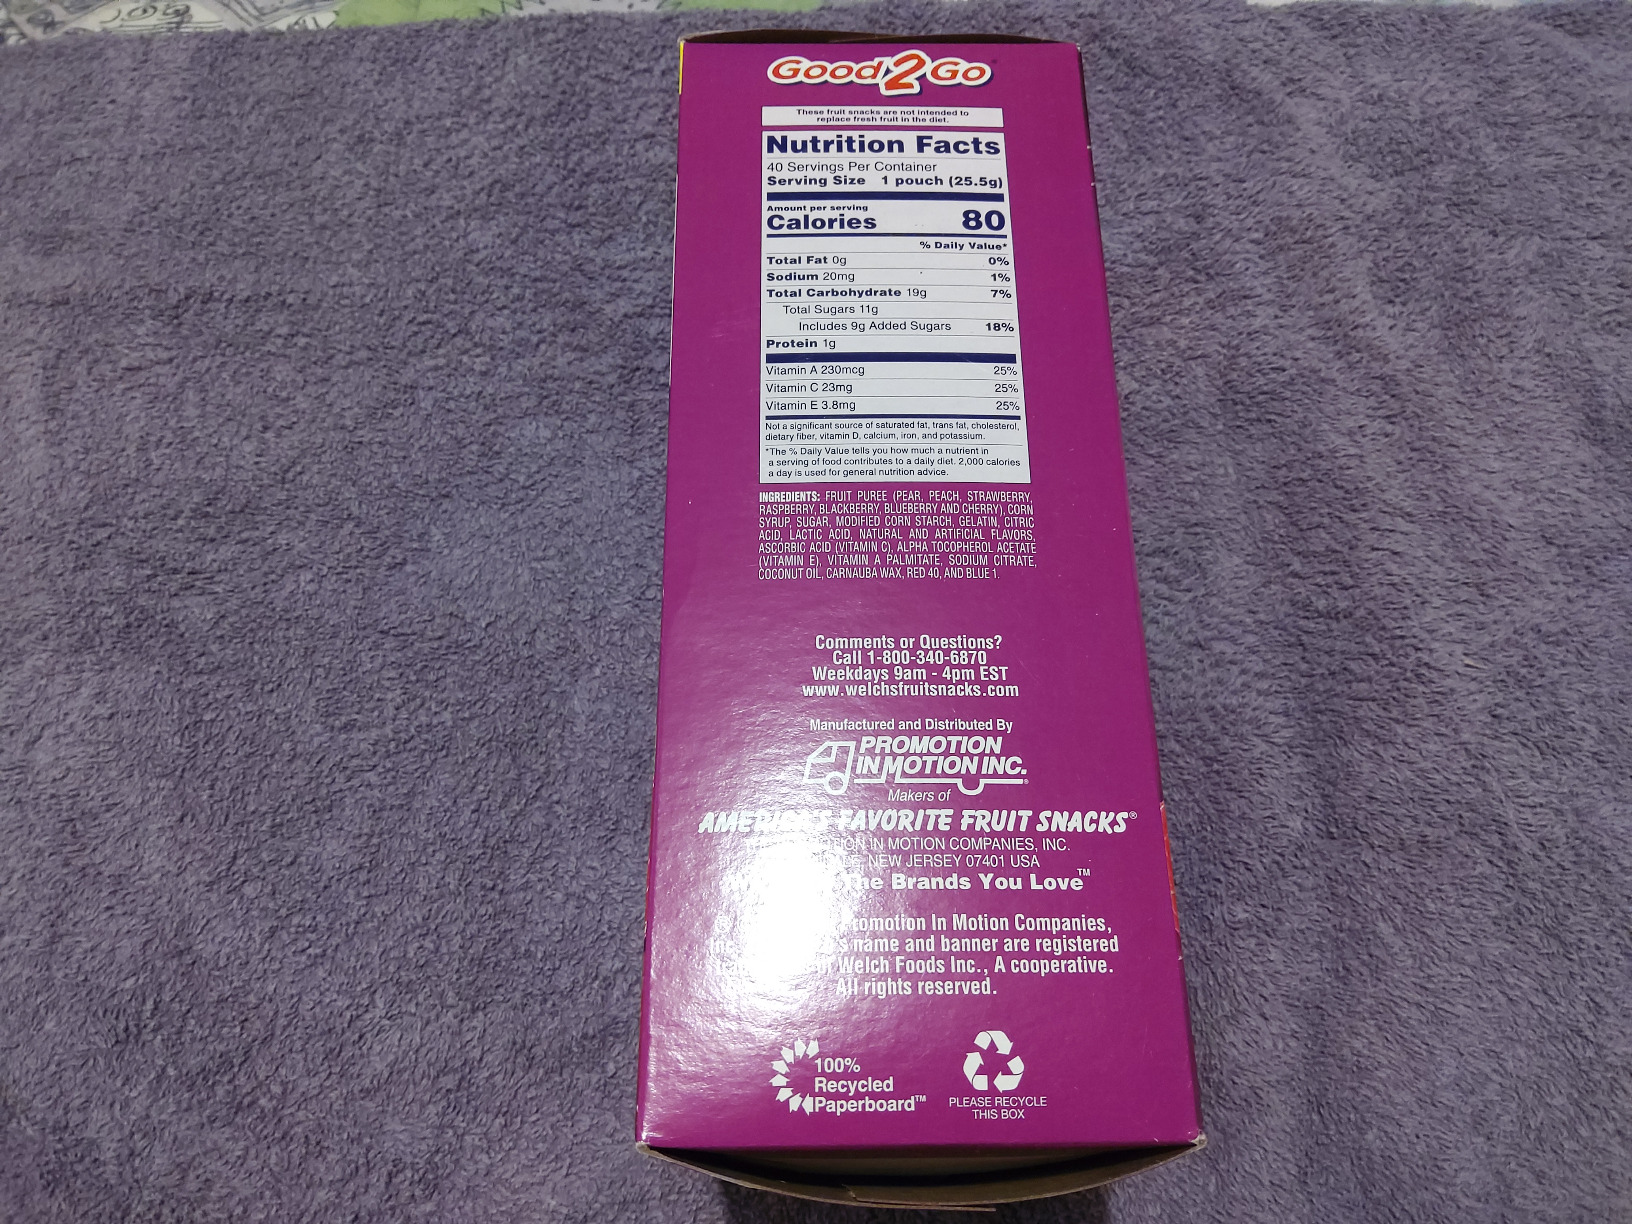 Good2Go
These fruit snacks are not intended to
replace fresh fruit in the diet.
Nutrition Facts
40 Servings Per Container
Serving Size 1 pouch (25.5g)
Amount per serving
Calories 80
% Daily Value*
Total Fat 0g 0%
Sodium 20mg 1%
Total Carbohydrate 19g 7%
Total Sugars 11g
Includes 9g Added Sugars 18%
Protein 1g
Vitamin A 230mcg 25%
Vitamin C 23mg 25%
Vitamin E 3.8mg 25%
Not a significant source of saturated fat, trans fat, cholesterol,
dietary fiber, vitamin D, calcium, iron, and potassium.
*The % Daily Value tells you how much a nutrient in
a serving of food contributes to a daily diet. 2,000 calories
a day is used for general nutrition advice.
INGREDIENTS: FRUIT PUREE (PEAR, PEACH, STRAWBERRY,
RASPBERRY, BLACKBERRY, BLUEBERRY AND CHERRY), CORN
SYRUP, SUGAR, MODIFIED CORN STARCH, GELATIN, CITRIC
ACID, LACTIC ACID, NATURAL AND ARTIFICIAL FLAVORS,
ASCORBIC ACID (VITAMIN C), ALPHA TOCOPHEROL ACETATE
(VITAMIN E), VITAMIN A PALMITATE, SODIUM CITRATE,
COCONUT OIL, CARNAUBA WAX, RED 40, AND BLUE 1.
Comments or Questions?
Call 1-800-340-6870
Weekdays 9am - 4pm EST
www.welchsfruitsnacks.com
Manufactured and Distributed By
PROMOTION
IN MOTION INC.®
Makers of
AMERICA'S FAVORITE FRUIT SNACKS®
IN MOTION COMPANIES, INC.
NEW JERSEY 07401 USA
The Brands You Love™
® Promotion In Motion Companies,
Inc name and banner are registered
of Welch Foods Inc., A cooperative.
All rights reserved.
100%
Recycled
Paperboard™
PLEASE RECYCLE
THIS BOX